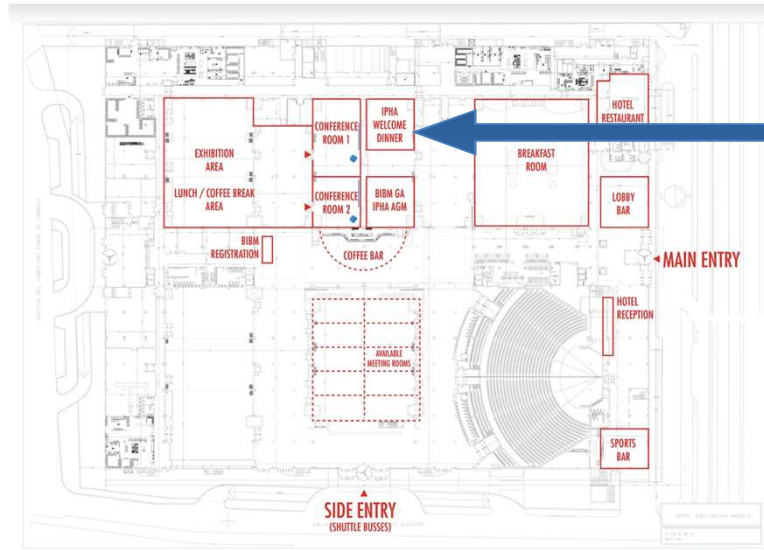 IPHA
WELCOME
DINNER
HOTEL
RESTAURANT
CONFERENCE
ROOM 1
EXHIBITION
AREA
BREAKFAST
ROOM
LUNCH / COFFEE BREAK
AREA
CONFERENCE
ROOM 2
BIBM GA
IPHA AGM
LOBBY
BAR
BIBM
REGISTRATION
COFFEE BAR
MAIN ENTRY
HOTEL
RECEPTION
AVAILABLE
MEETING ROOMS
SPORTS
BAR
SIDE ENTRY
(SHUTTLE BUSSES)